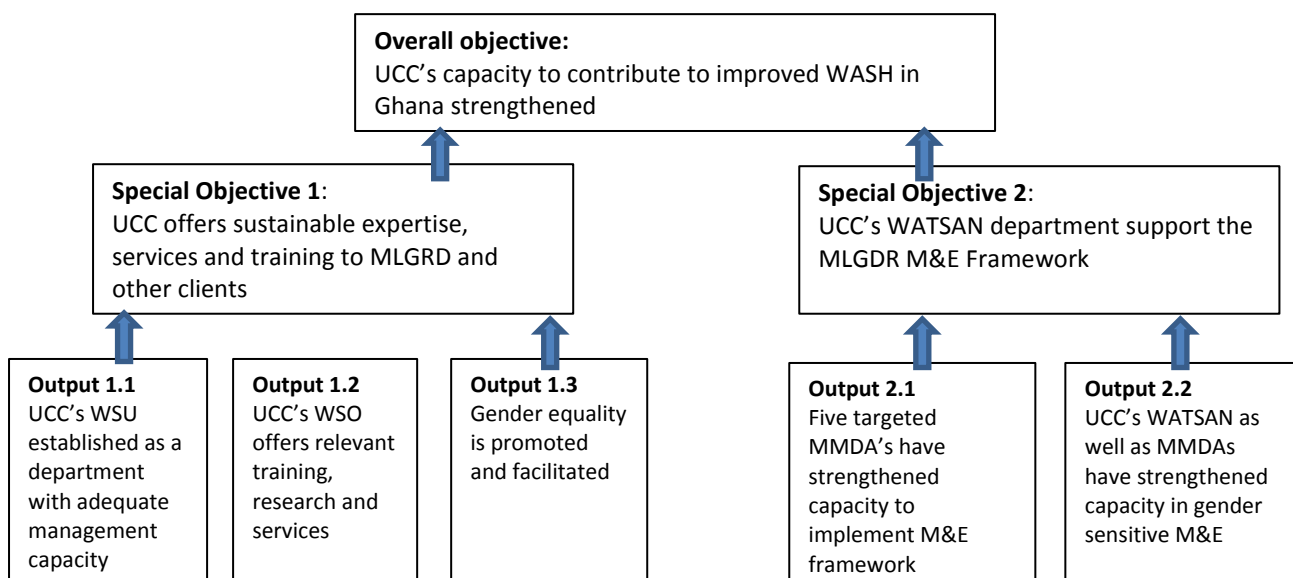 Overall objective:
UCC's capacity to contribute to improved WASH in
Ghana strengthened
Special Objective 1:
UCC offers sustainable expertise,
services and training to MLGRD and
other clients
Special Objective 2:
UCC's WATSAN department support the
MLGDR M&E Framework
Output 1.1
UCC's WSU
established as a
department
with adequate
management
capacity
Output 1.2
UCC's WSO
offers relevant
training,
research and
services
Output 1.3
Gender equality
is promoted
and facilitated
Output 2.1
Five targeted
MMDA's have
strengthened
capacity to
implement M&E
framework
Output 2.2
UCC's WATSAN as
well as MMDAs
have strengthened
capacity in gender
sensitive M&E